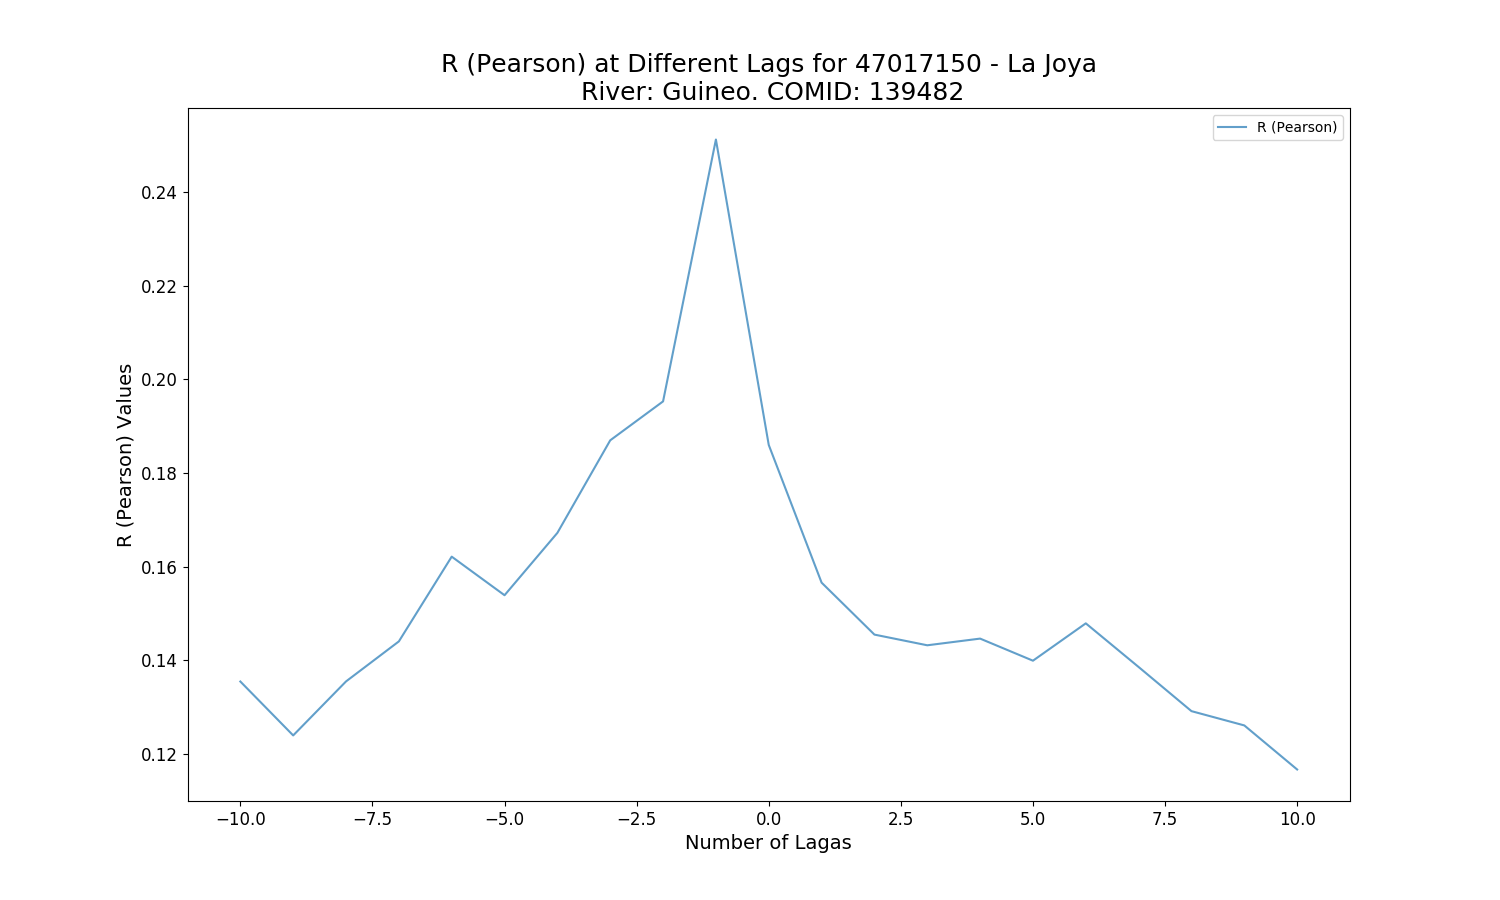 R (Pearson) at Different Lags for 47017150 - La Joya
River: Guineo. COMID: 139482
R (Pearson)
R (Pearson) Values
0.24
0.22
0.20
0.18
0.16
0.14
0.12
−10.0 −7.5 −5.0 −2.5 0.0 2.5 5.0 7.5 10.0
Number of Lagas